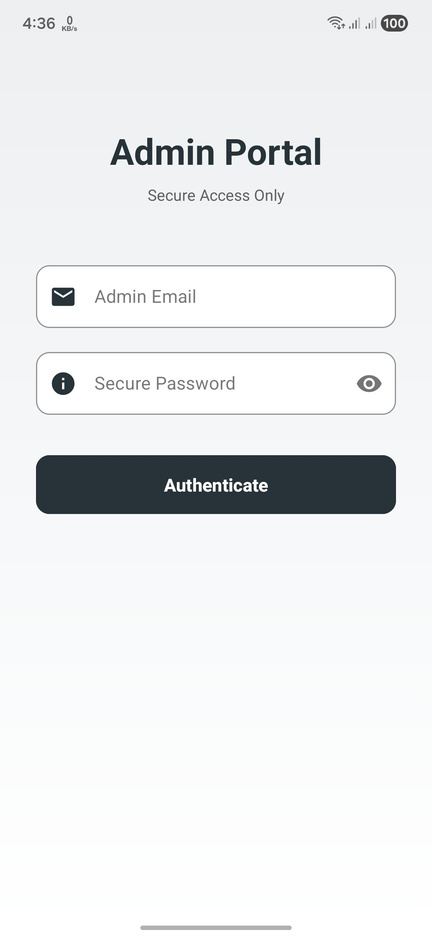 4:36 0 KB/s 100
Admin Portal
Secure Access Only
Admin Email
Secure Password
Authenticate